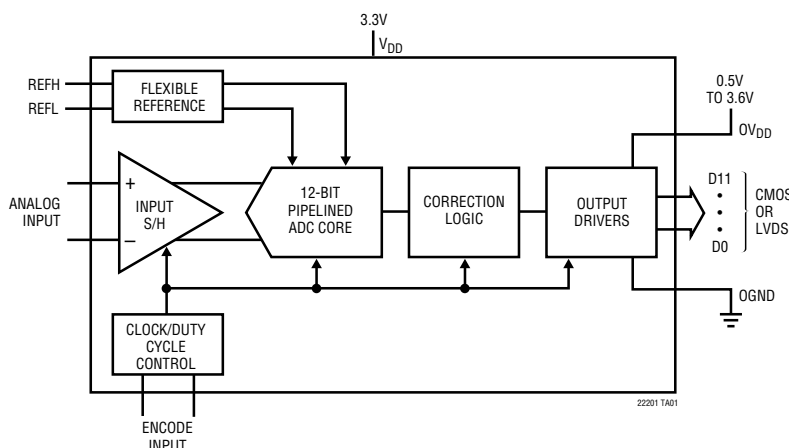 3.3V
VDD
REFH
REFL
FLEXIBLE
REFERENCE
0.5V
TO 3.6V
OVDD
ANALOG
INPUT
+
–
INPUT
S/H
12-BIT
PIPELINED
ADC CORE
CORRECTION
LOGIC
OUTPUT
DRIVERS
D11
•
•
•
D0
CMOS
OR
LVDS
OGND
CLOCK/DUTY
CYCLE
CONTROL
22201 TA01
ENCODE
INPUT